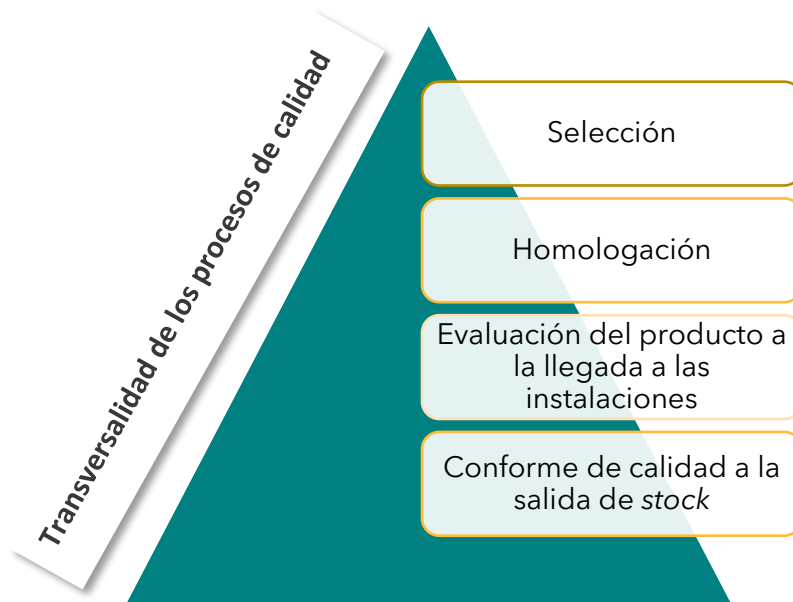 Transversalidad de los procesos de calidad
Selección
Homologación
Evaluación del producto a
la llegada a las
instalaciones
Conforme de calidad a la
salida de stock